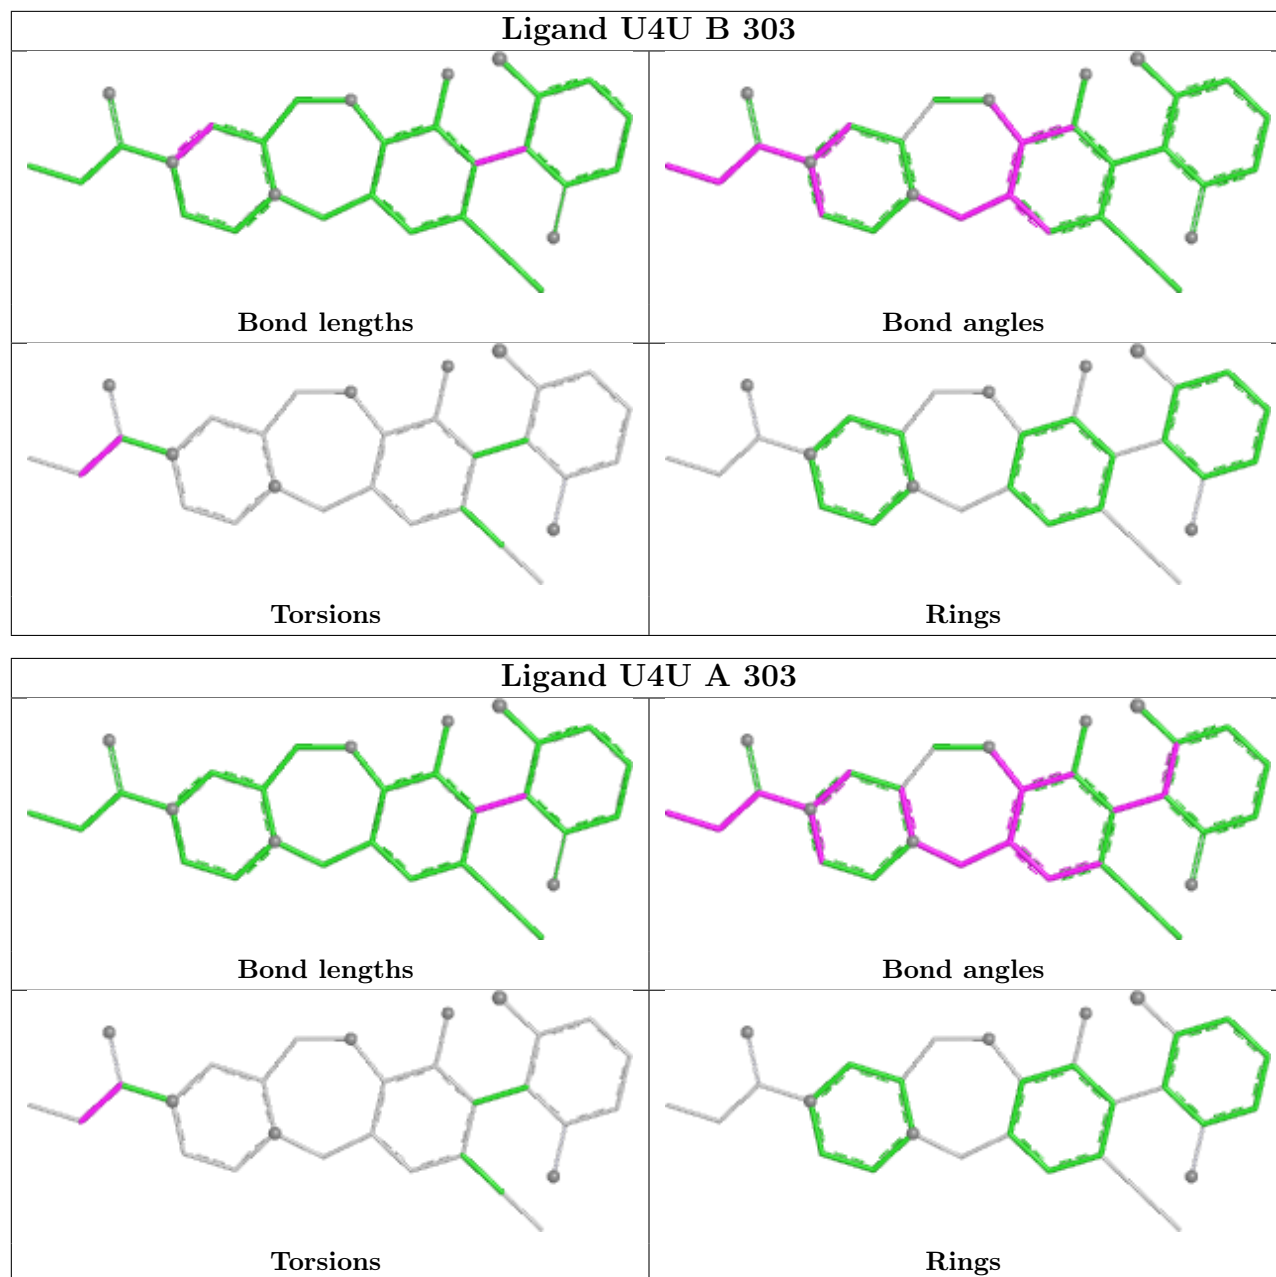 Ligand U4U B 303
Bond lengths
Bond angles
Torsions
Rings
Ligand U4U A 303
Bond lengths
Bond angles
Torsions
Rings